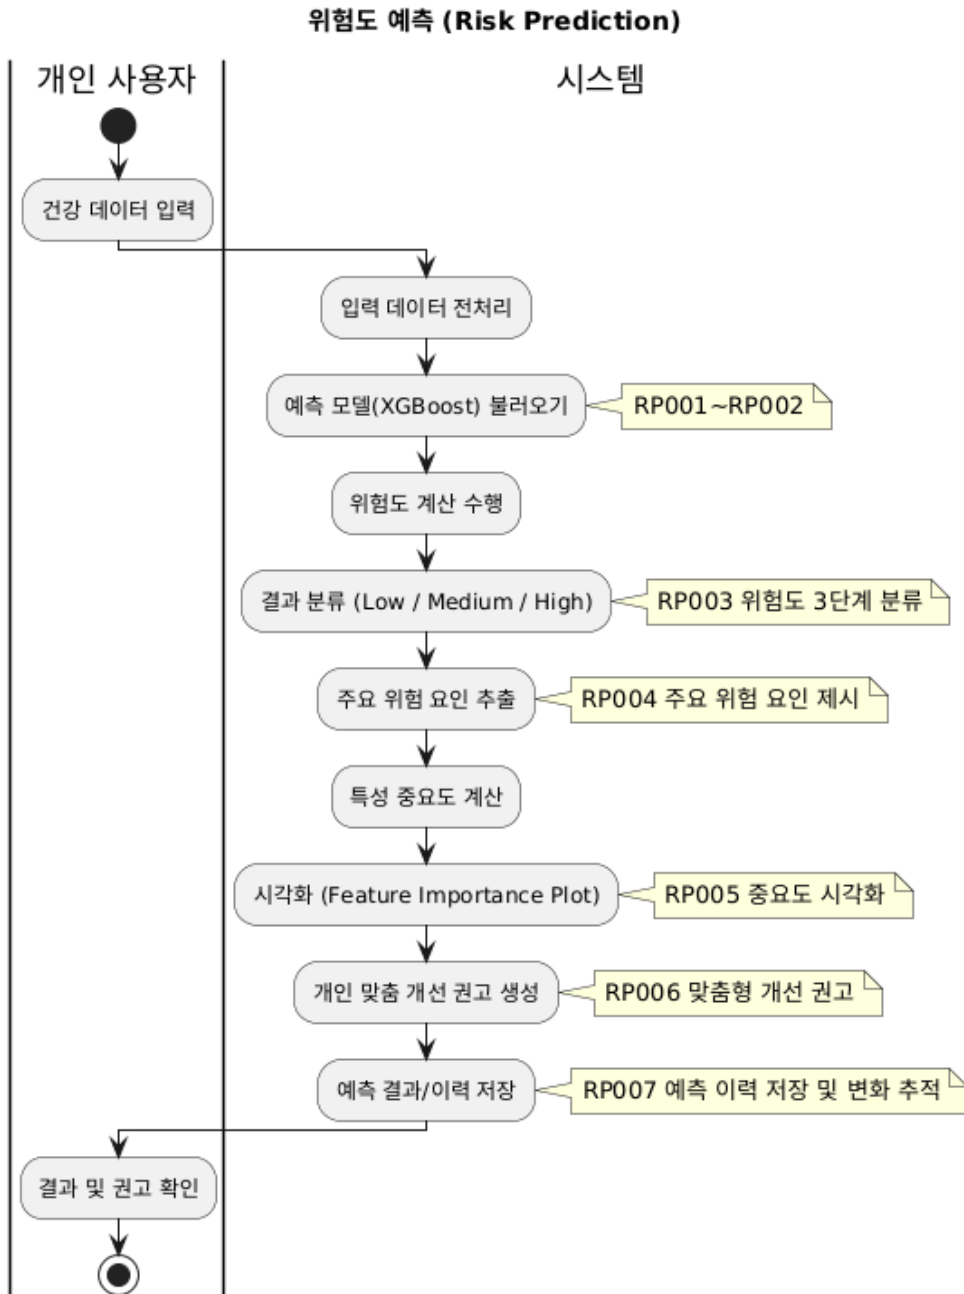 위험도 예측 (Risk Prediction)
개인 사용자
시스템
건강 데이터 입력
입력 데이터 전처리
예측 모델(XGBoost) 불러오기
RP001~RP002
위험도 계산 수행
결과 분류 (Low / Medium / High)
RP003 위험도 3단계 분류
주요 위험 요인 추출
RP004 주요 위험 요인 제시
특성 중요도 계산
시각화 (Feature Importance Plot)
RP005 중요도 시각화
개인 맞춤 개선 권고 생성
RP006 맞춤형 개선 권고
예측 결과/이력 저장
RP007 예측 이력 저장 및 변화 추적
결과 및 권고 확인